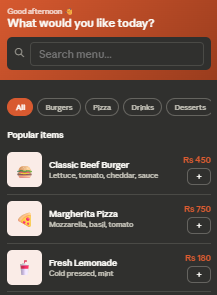 Good afternoon 👋
What would you like today?
Search menu...
All Burgers Pizza Drinks Desserts
Popular items
Classic Beef Burger Rs 450
Lettuce, tomato, cheddar, sauce +
Margherita Pizza Rs 750
Mozzarella, basil, tomato +
Fresh Lemonade Rs 180
Cold pressed, mint +